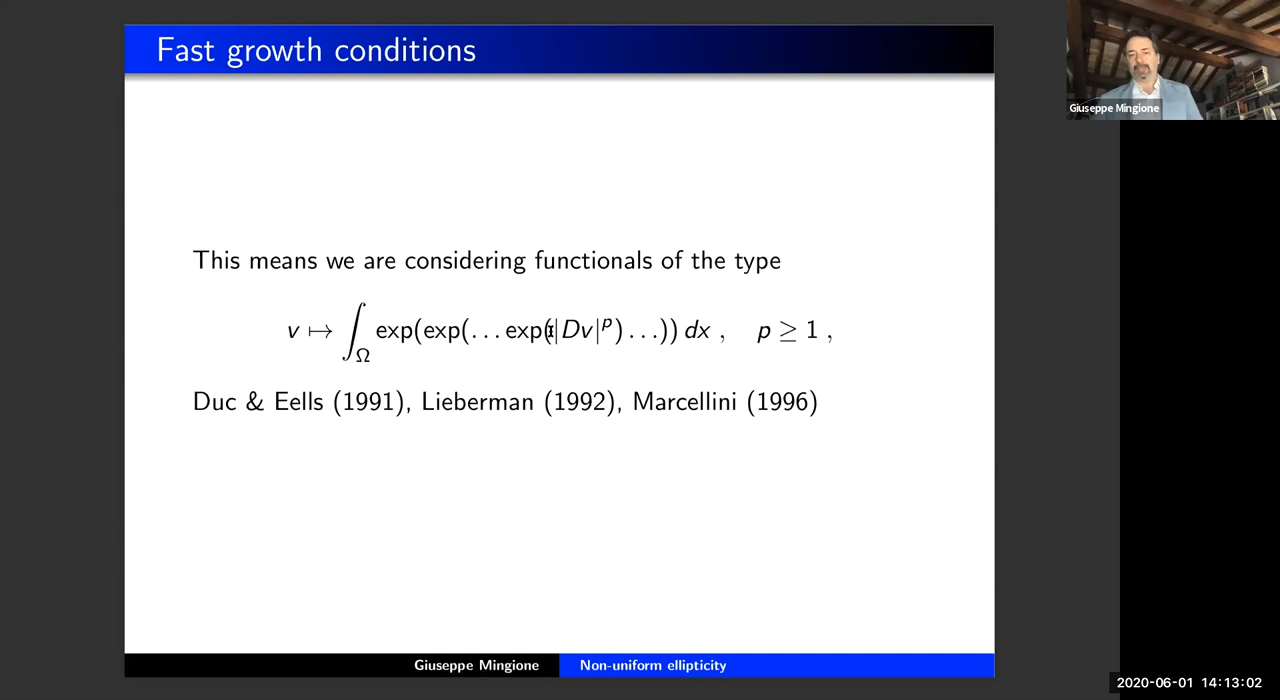 Fast growth conditions
Giuseppe Mingione
This means we are considering functionals of the type
v ↦ ∫_Ω exp(exp(…exp(|Dv|^p)…)) dx , p ≥ 1 ,
Duc & Eells (1991), Lieberman (1992), Marcellini (1996)
Giuseppe Mingione Non-uniform ellipticity
2020-06-01 14:13:02